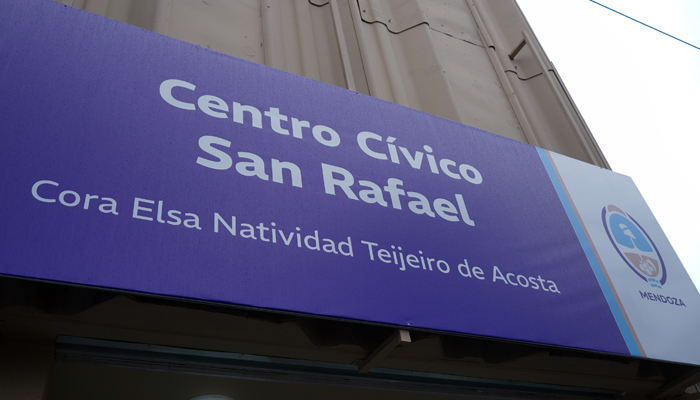 Centro Cívico
San Rafael
Cora Elsa Natividad Teijeiro de Acosta
MENDOZA